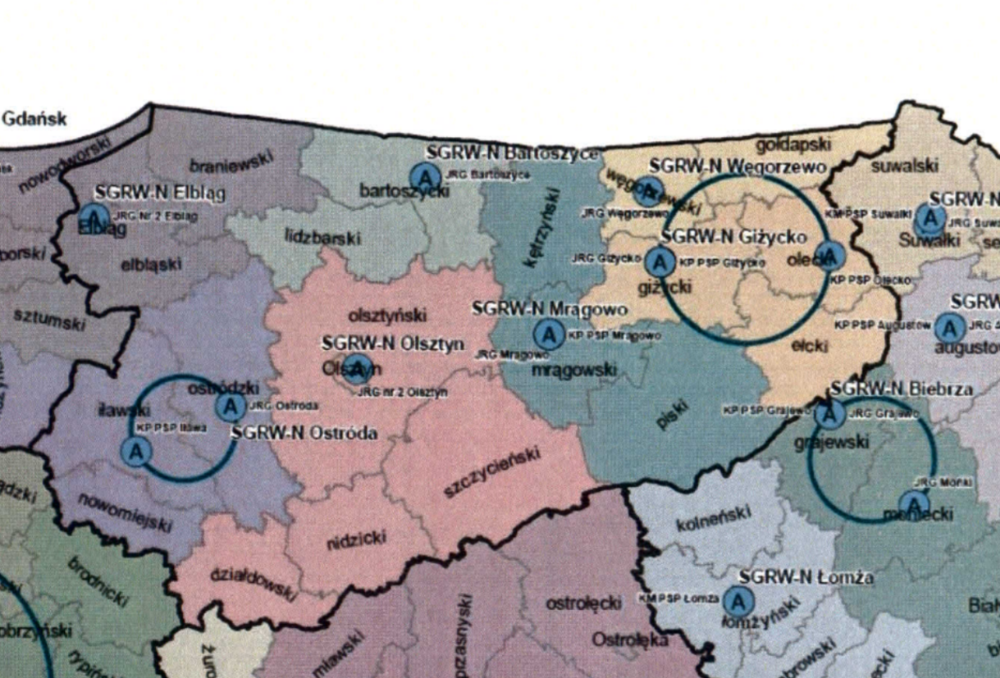 Gdańsk
nowodworski
braniewski
SGRW-N Bartoszyce
JRG Bartoszyce
bartoszycki
gołdapski
SGRW-N Węgorzewo
węgorzewski
JRG Węgorzewo
suwalski
SGRW-N
KM PSP Suwałki
Suwałki
SGRW-N Elbląg
JRG Nr 2 Elbląg
Elbląg
elbląski
lidzbarski
kętrzyński
SGRW-N Giżycko
JRG Giżycko
KP PSP Giżycko
giżycki
olecki
KP PSP Olecko
sztumski
olsztyński
SGRW-N Mrągowo
KP PSP Mrągowo
JRG Mrągowo
mrągowski
ełcki
KP PSP Augustów
SGRW-N Olsztyn
Olsztyn
JRG nr 2 Olsztyn
ostródzki
JRG Ostróda
iławski
KP PSP Iława
SGRW-N Ostróda
piski
SGRW-N Biebrza
KP PSP Grajewo
JRG Grajewo
grajewski
JRG Mońki
moniecki
szczycieński
nowomiejski
nidzicki
działdowski
kolneński
brodnicki
SGRW-N Łomża
KM PSP Łomża
łomżyński
ostrołęcki
Ostrołęka
mławski